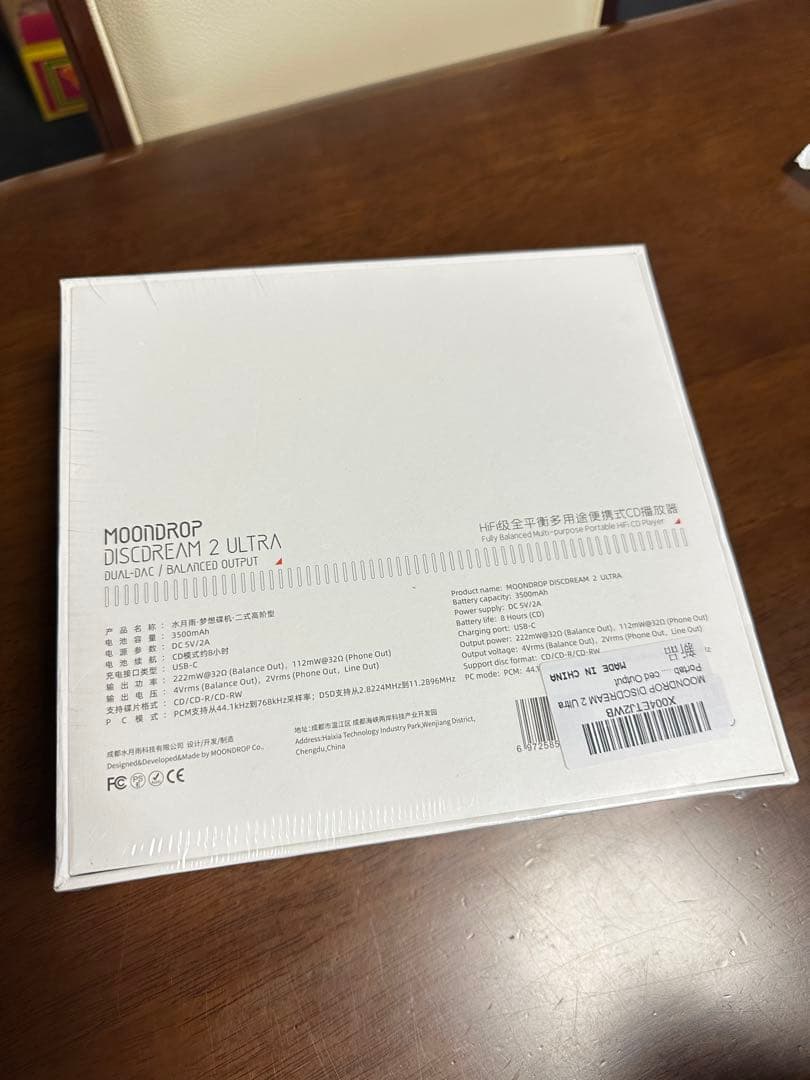 MOONDROP
DISCDREAM 2 ULTRA
DUAL-DAC / BALANCED OUTPUT
HiFi级全平衡多用途便携式CD播放器
Fully Balanced Multi-purpose Portable HiFi CD Player
产品名称：水月雨·梦想碟机·二式高阶型
电池容量：3500mAh
电源参数：DC 5V/2A
电池续航：CD模式约8小时
充电接口类型：USB-C
输出功率：222mW@32Ω (Balance Out)、112mW@32Ω (Phone Out)
输出电压：4Vrms (Balance Out)、2Vrms (Phone Out、Line Out)
支持碟片格式：CD/CD-R/CD-RW
PC模式：PCM支持从44.1kHz到768kHz采样率；DSD支持从2.8224MHz到11.2896MHz
Product name: MOONDROP DISCDREAM 2 ULTRA
Battery capacity: 3500mAh
Power supply: DC 5V/2A
Battery life: 8 Hours (CD)
Charging port: USB-C
Output power: 222mW@32Ω (Balance Out)、112mW@32Ω (Phone Out)
Output voltage: 4Vrms (Balance Out)、2Vrms (Phone Out、Line Out)
Support disc format: CD/CD-R/CD-RW
PC mode: PCM: 44.1
成都水月雨科技有限公司 设计/开发/制造
Designed&Developed&Made by MOONDROP Co.,
地址:成都市温江区 成都海峡两岸科技产业开发园
Address:Haixia Technology Industry Park,Wenjiang District,
Chengdu,China
FC PS E CE
6 972585
X004ETJ2WB
MOONDROP DISCDREAM 2 Ultra
Portab...... ced Output
新品
MADE IN CHINA